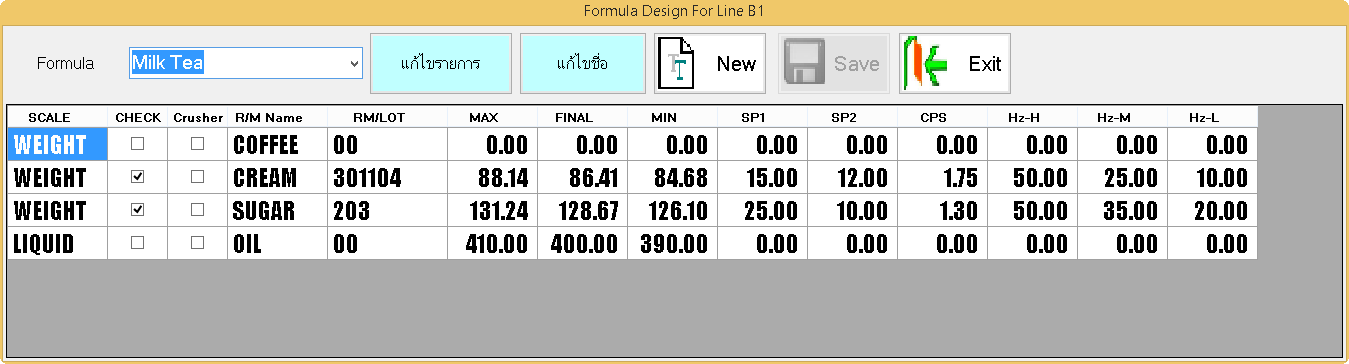 Formula Design For Line B1
Formula Milk Tea แก้ไขรายการ แก้ไขชื่อ New Save Exit
SCALE CHECK Crusher R/M Name RM/LOT MAX FINAL MIN SP1 SP2 CPS Hz-H Hz-M Hz-L
WEIGHT COFFEE 00 0.00 0.00 0.00 0.00 0.00 0.00 0.00 0.00 0.00
WEIGHT CREAM 301104 88.14 86.41 84.68 15.00 12.00 1.75 50.00 25.00 10.00
WEIGHT SUGAR 203 131.24 128.67 126.10 25.00 10.00 1.30 50.00 35.00 20.00
LIQUID OIL 00 410.00 400.00 390.00 0.00 0.00 0.00 0.00 0.00 0.00